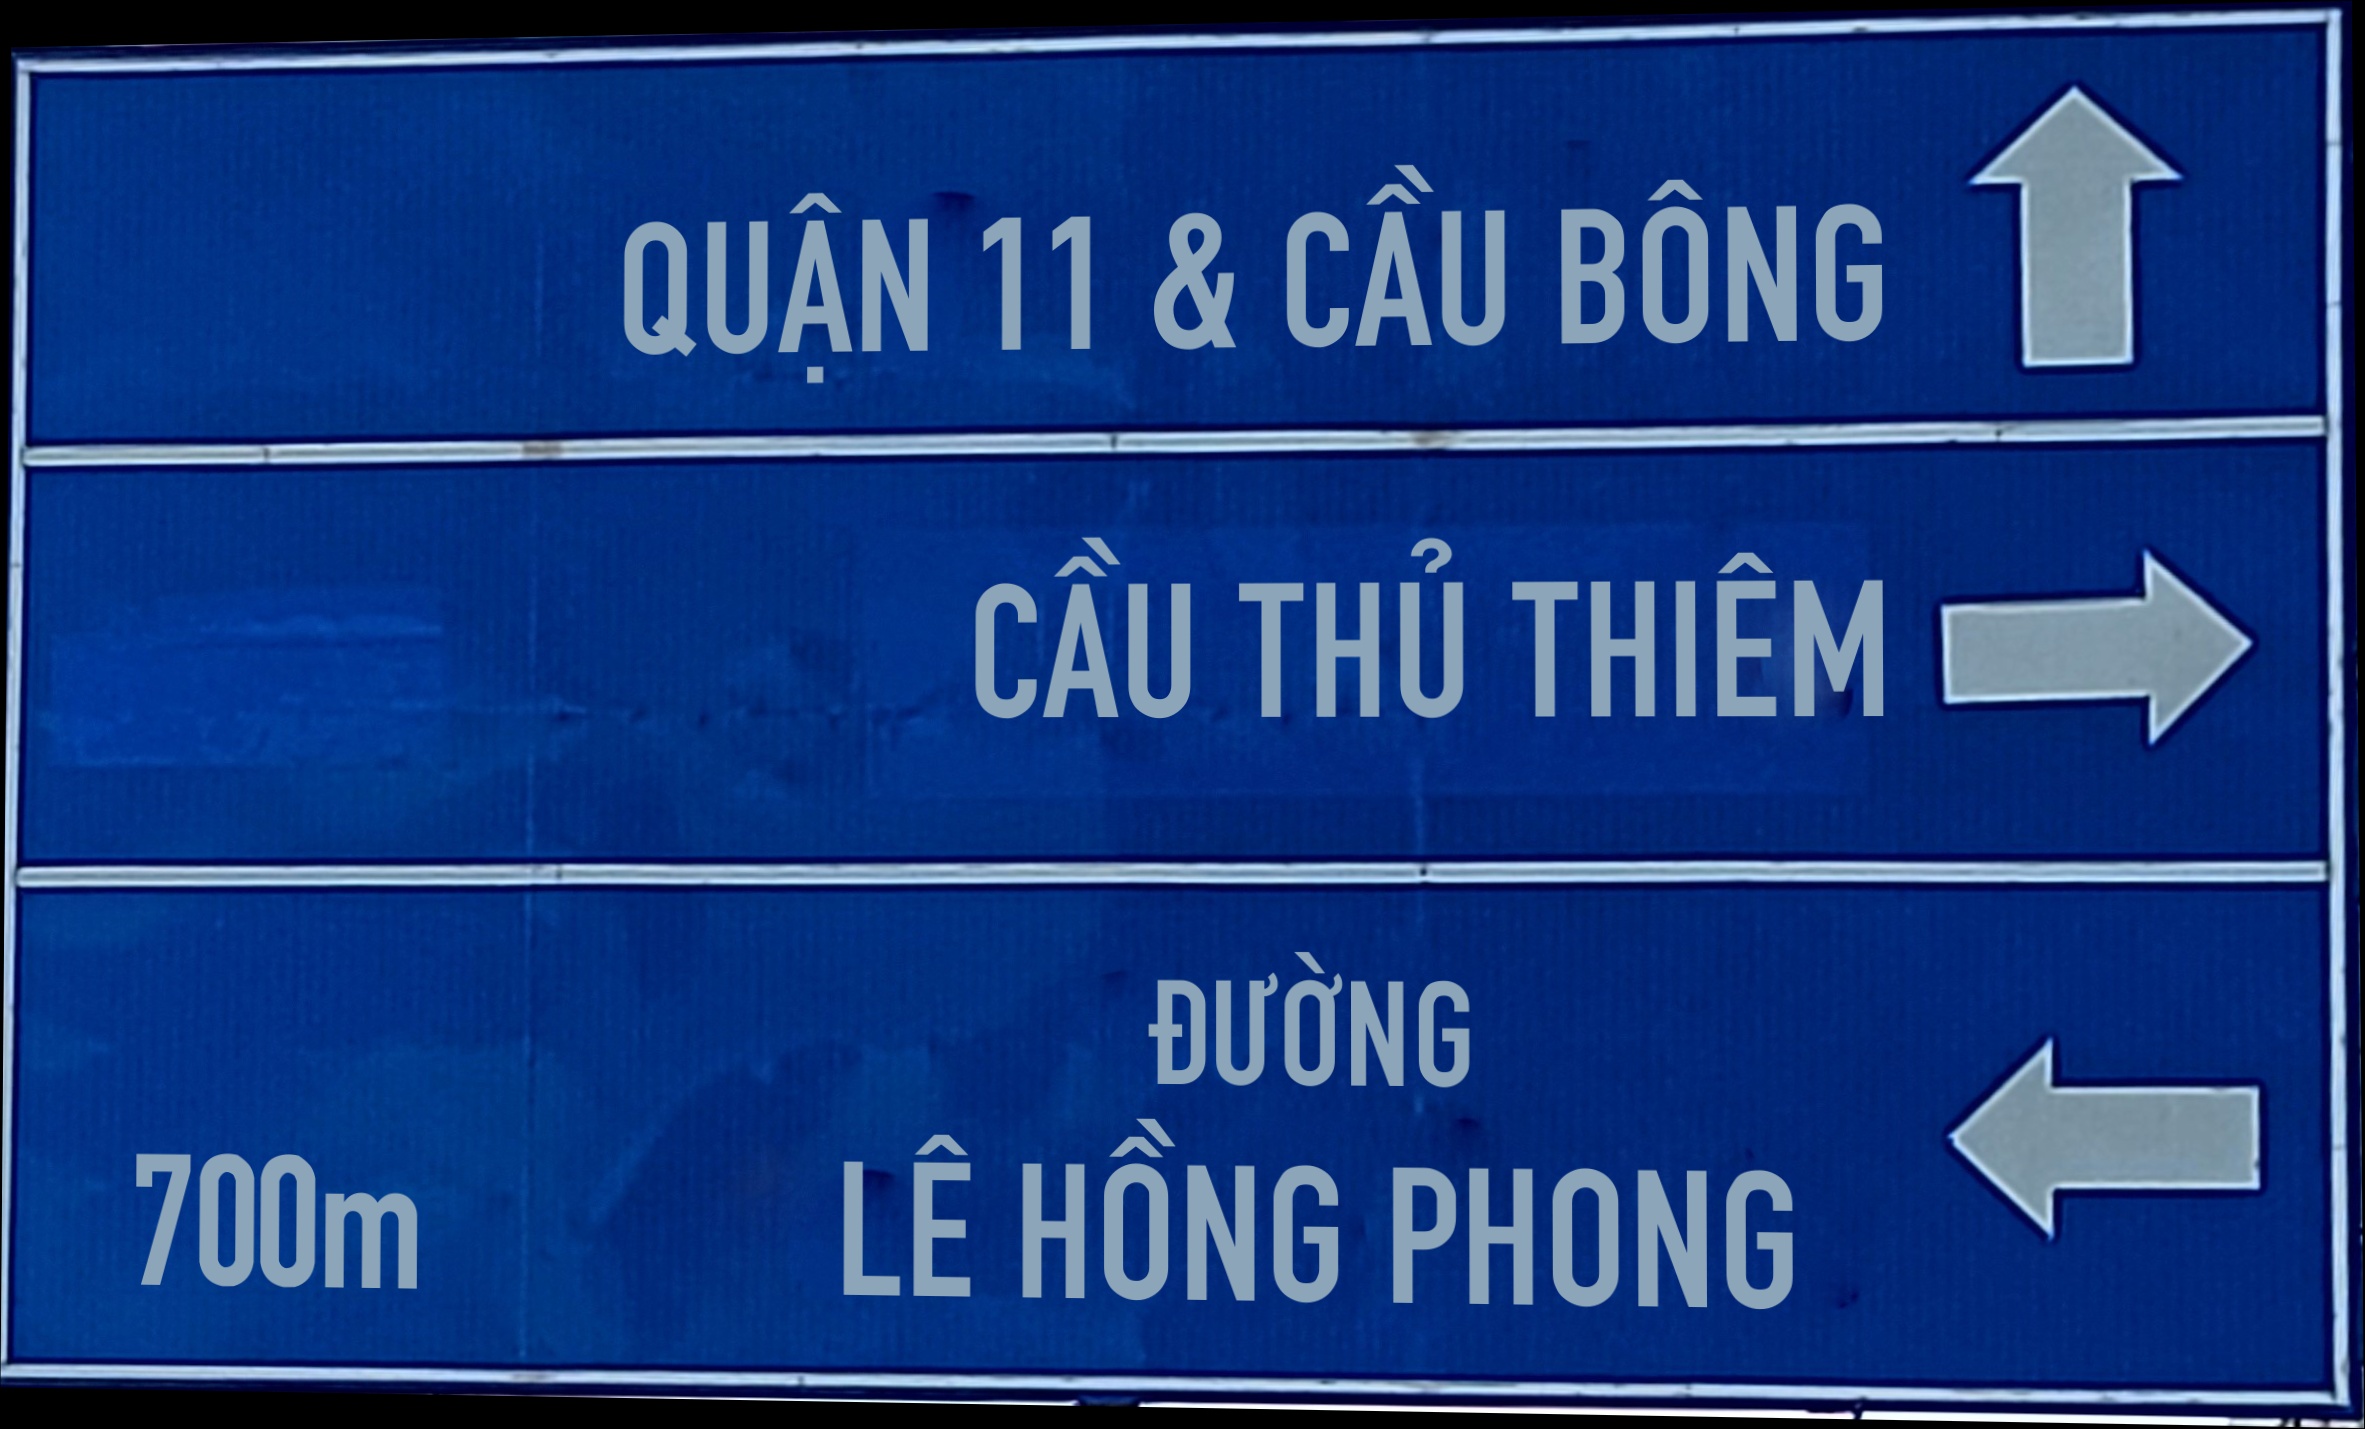 QUẬN 11 & CẦU BÔNG
CẦU THỦ THIÊM
ĐƯỜNG
700m LÊ HỒNG PHONG